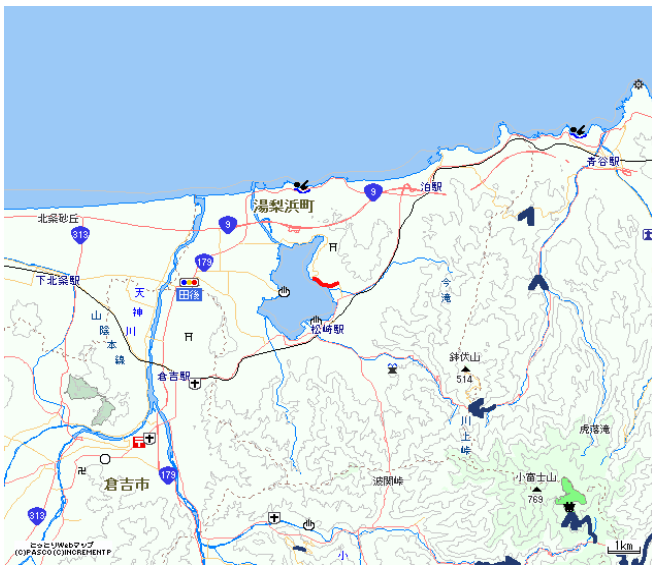 青谷駅
9
泊駅
湯梨浜町
北条砂丘
9
313
179
下北条駅
天神川
田後
今滝
山陰本線
松崎駅
鉢伏山
514
倉吉駅
川上峠
虎落滝
小富士山
波関峠
769
倉吉市
179
313
小
とっとりWebマップ
(C)PASCO(C)INCREMENT P
1km